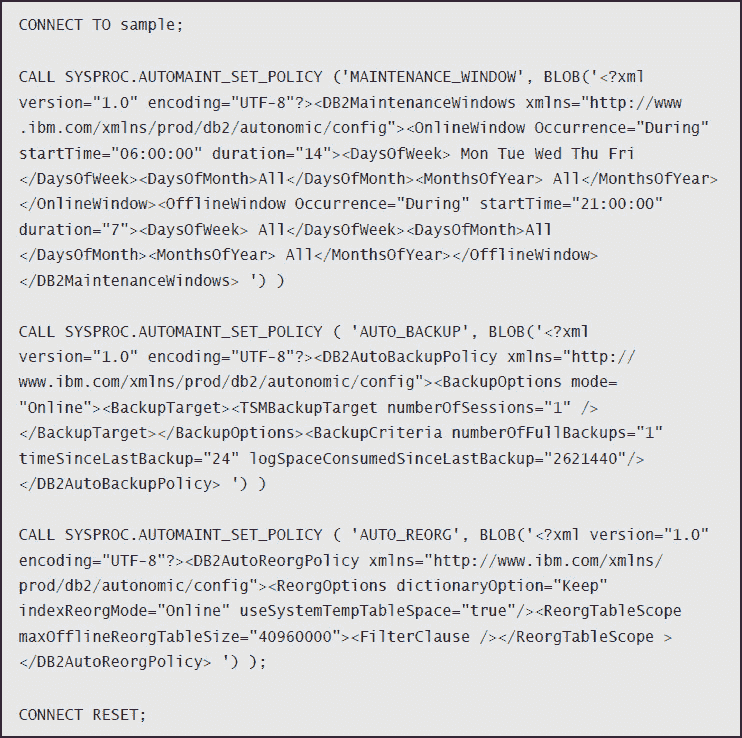 CONNECT TO sample;
CALL SYSPROC.AUTOMAINT_SET_POLICY ('MAINTENANCE_WINDOW', BLOB('<?xml
version="1.0" encoding="UTF-8"?><DB2MaintenanceWindows xmlns="http://www
.ibm.com/xmlns/prod/db2/autonomic/config"><OnlineWindow Occurrence="During"
startTime="06:00:00" duration="14"><DaysOfWeek> Mon Tue Wed Thu Fri
</DaysOfWeek><DaysOfMonth>All</DaysOfMonth><MonthsOfYear> All</MonthsOfYear>
</OnlineWindow><OfflineWindow Occurrence="During" startTime="21:00:00"
duration="7"><DaysOfWeek> All</DaysOfWeek><DaysOfMonth>All
</DaysOfMonth><MonthsOfYear> All</MonthsOfYear></OfflineWindow>
</DB2MaintenanceWindows> ') )
CALL SYSPROC.AUTOMAINT_SET_POLICY ( 'AUTO_BACKUP', BLOB('<?xml
version="1.0" encoding="UTF-8"?><DB2AutoBackupPolicy xmlns="http://
www.ibm.com/xmlns/prod/db2/autonomic/config"><BackupOptions mode=
"Online"><BackupTarget><TSMBackupTarget numberOfSessions="1" />
</BackupTarget></BackupOptions><BackupCriteria numberOfFullBackups="1"
timeSinceLastBackup="24" logSpaceConsumedSinceLastBackup="2621440"/>
</DB2AutoBackupPolicy> ') )
CALL SYSPROC.AUTOMAINT_SET_POLICY ( 'AUTO_REORG', BLOB('<?xml version="1.0"
encoding="UTF-8"?><DB2AutoReorgPolicy xmlns="http://www.ibm.com/xmlns/
prod/db2/autonomic/config"><ReorgOptions dictionaryOption="Keep"
indexReorgMode="Online" useSystemTempTableSpace="true"/><ReorgTableScope
maxOfflineReorgTableSize="40960000"><FilterClause /></ReorgTableScope >
</DB2AutoReorgPolicy> ') );
CONNECT RESET;